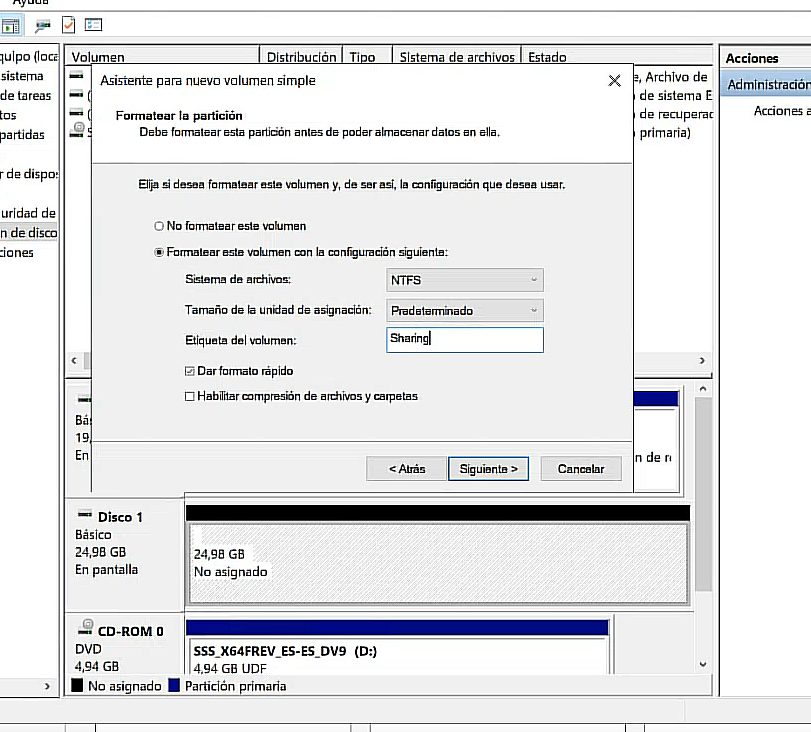 Ayuda
quipo (loca
sistema
de tareas
tos
partidas
r de dispos
uridad de
n de disco
ciones
Volumen Distribución Tipo Sistema de archivos Estado
e, Archivo de
o de sistema E
o de recuperac
o primaria)
Acciones
Administración
Acciones a
Asistente para nuevo volumen simple
Formatear la partición
Debe formatear esta partición antes de poder almacenar datos en ella.
Elija si desea formatear este volumen y, de ser así, la configuración que desea usar.
No formatear este volumen
Formatear este volumen con la configuración siguiente:
Sistema de archivos: NTFS
Tamaño de la unidad de asignación: Predeterminado
Etiqueta del volumen: Sharing
Dar formato rápido
Habilitar compresión de archivos y carpetas
< Atrás Siguiente > Cancelar
Bá
19,
En
n de re
Disco 1
Básico
24,98 GB
En pantalla
24,98 GB
No asignado
CD-ROM 0
DVD
4,94 GB
SSS_X64FREV_ES-ES_DV9 (D:)
4,94 GB UDF
No asignado Partición primaria